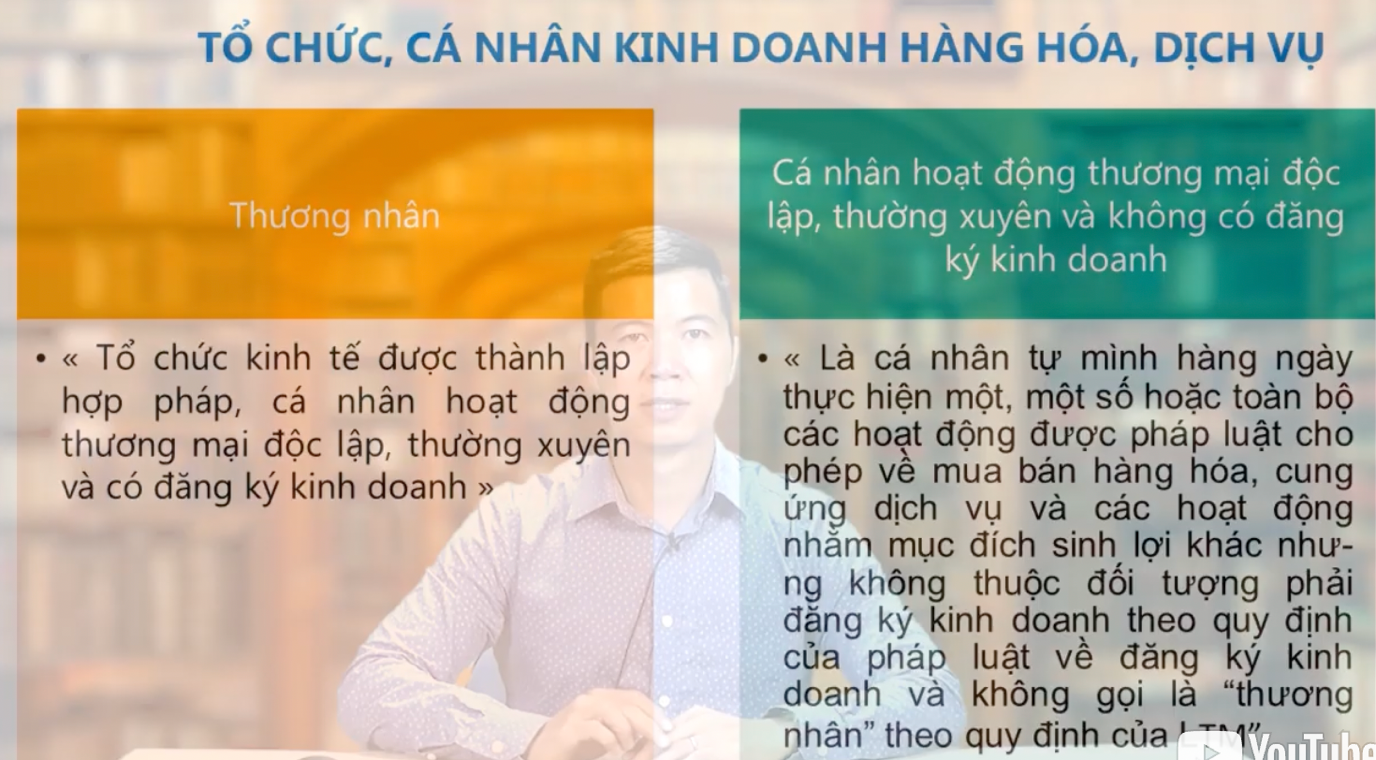 TỔ CHỨC, CÁ NHÂN KINH DOANH HÀNG HÓA, DỊCH VỤ
Thương nhân
• « Tổ chức kinh tế được thành lập
hợp pháp, cá nhân hoạt động
thương mại độc lập, thường xuyên
và có đăng ký kinh doanh »
Cá nhân hoạt động thương mại độc
lập, thường xuyên và không có đăng
ký kinh doanh
• « Là cá nhân tự mình hàng ngày
thực hiện một, một số hoặc toàn bộ
các hoạt động được pháp luật cho
phép về mua bán hàng hóa, cung
ứng dịch vụ và các hoạt động
nhằm mục đích sinh lợi khác như-
ng không thuộc đối tượng phải
đăng ký kinh doanh theo quy định
của pháp luật về đăng ký kinh
doanh và không gọi là “thương
nhân” theo quy định của LTM”
YouTube